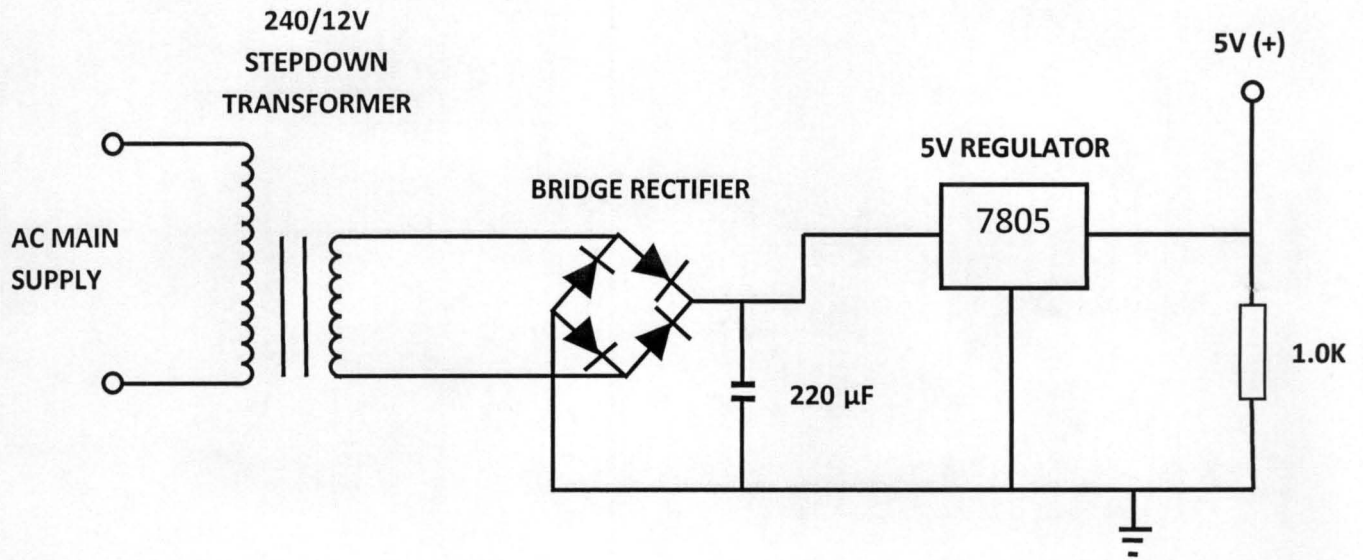 240/12V
STEPDOWN
TRANSFORMER
5V (+)
5V REGULATOR
BRIDGE RECTIFIER
7805
AC MAIN
SUPPLY
1.0K
220 µF